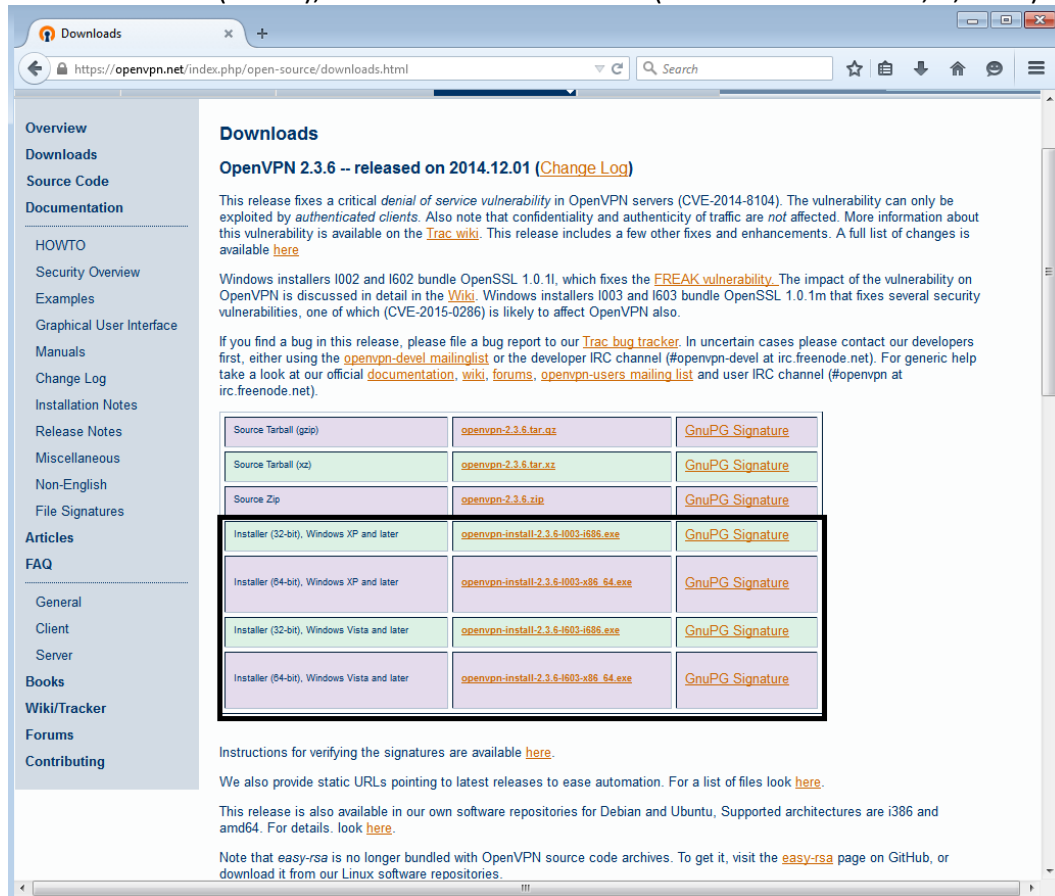 Downloads
https://openvpn.net/index.php/open-source/downloads.html
Search
Overview
Downloads
Source Code
Documentation
HOWTO
Security Overview
Examples
Graphical User Interface
Manuals
Change Log
Installation Notes
Release Notes
Miscellaneous
Non-English
File Signatures
Articles
FAQ
General
Client
Server
Books
Wiki/Tracker
Forums
Contributing
Downloads
OpenVPN 2.3.6 -- released on 2014.12.01 (Change Log)
This release fixes a critical denial of service vulnerability in OpenVPN servers (CVE-2014-8104). The vulnerability can only be
exploited by authenticated clients. Also note that confidentiality and authenticity of traffic are not affected. More information about
this vulnerability is available on the Trac wiki. This release includes a few other fixes and enhancements. A full list of changes is
available here
Windows installers I002 and I602 bundle OpenSSL 1.0.1l, which fixes the FREAK vulnerability. The impact of the vulnerability on
OpenVPN is discussed in detail in the Wiki. Windows installers I003 and I603 bundle OpenSSL 1.0.1m that fixes several security
vulnerabilities, one of which (CVE-2015-0286) is likely to affect OpenVPN also.
If you find a bug in this release, please file a bug report to our Trac bug tracker. In uncertain cases please contact our developers
first, either using the openvpn-devel mailinglist or the developer IRC channel (#openvpn-devel at irc.freenode.net). For generic help
take a look at our official documentation, wiki, forums, openvpn-users mailing list and user IRC channel (#openvpn at
irc.freenode.net).
Source Tarball (gzip) openvpn-2.3.6.tar.gz GnuPG Signature
Source Tarball (xz) openvpn-2.3.6.tar.xz GnuPG Signature
Source Zip openvpn-2.3.6.zip GnuPG Signature
Installer (32-bit), Windows XP and later openvpn-install-2.3.6-I003-i686.exe GnuPG Signature
Installer (64-bit), Windows XP and later openvpn-install-2.3.6-I003-x86_64.exe GnuPG Signature
Installer (32-bit), Windows Vista and later openvpn-install-2.3.6-I603-i686.exe GnuPG Signature
Installer (64-bit), Windows Vista and later openvpn-install-2.3.6-I603-x86_64.exe GnuPG Signature
Instructions for verifying the signatures are available here.
We also provide static URLs pointing to latest releases to ease automation. For a list of files look here.
This release is also available in our own software repositories for Debian and Ubuntu, Supported architectures are i386 and
amd64. For details. look here.
Note that easy-rsa is no longer bundled with OpenVPN source code archives. To get it, visit the easy-rsa page on GitHub, or
download it from our Linux software repositories.